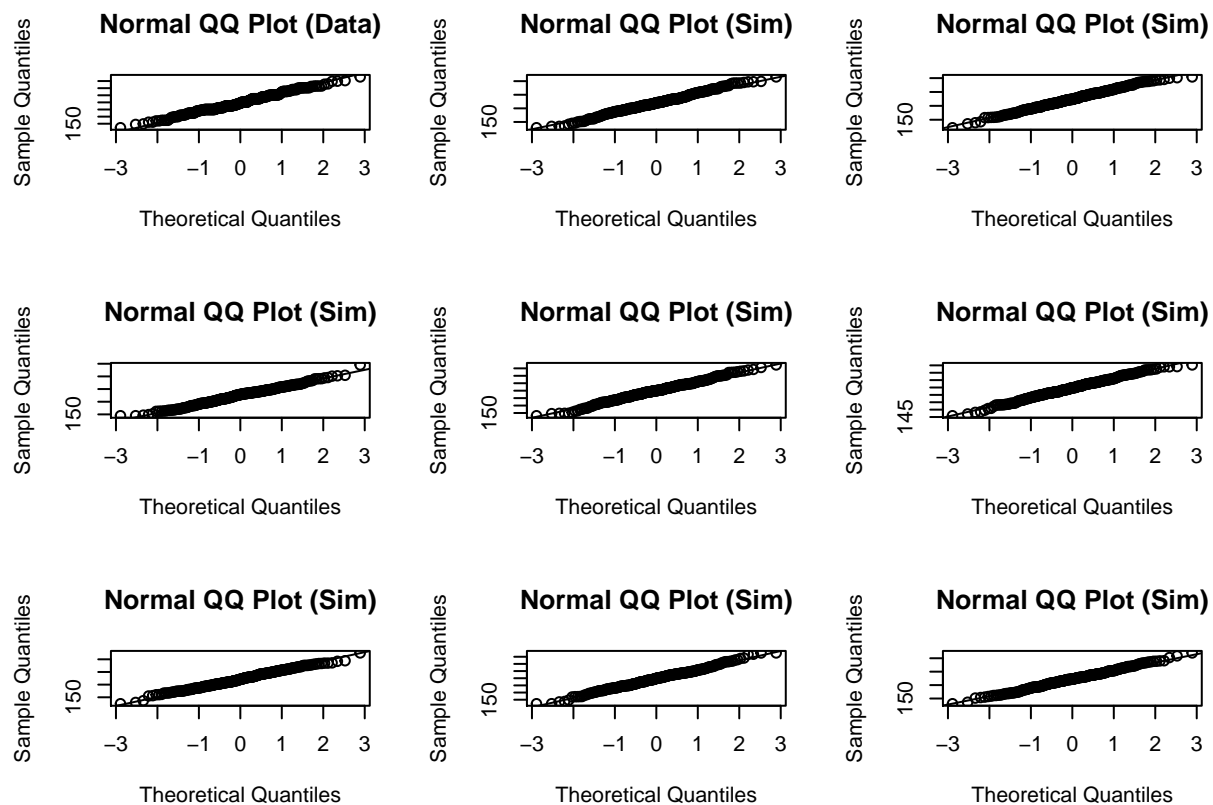 Normal QQ Plot (Data) Normal QQ Plot (Sim) Normal QQ Plot (Sim)
Sample Quantiles Sample Quantiles Sample Quantiles
150 150 150
−3 −1 0 1 2 3 −3 −1 0 1 2 3 −3 −1 0 1 2 3
Theoretical Quantiles Theoretical Quantiles Theoretical Quantiles
Normal QQ Plot (Sim) Normal QQ Plot (Sim) Normal QQ Plot (Sim)
Sample Quantiles Sample Quantiles Sample Quantiles
150 150 145
−3 −1 0 1 2 3 −3 −1 0 1 2 3 −3 −1 0 1 2 3
Theoretical Quantiles Theoretical Quantiles Theoretical Quantiles
Normal QQ Plot (Sim) Normal QQ Plot (Sim) Normal QQ Plot (Sim)
Sample Quantiles Sample Quantiles Sample Quantiles
150 150 150
−3 −1 0 1 2 3 −3 −1 0 1 2 3 −3 −1 0 1 2 3
Theoretical Quantiles Theoretical Quantiles Theoretical Quantiles